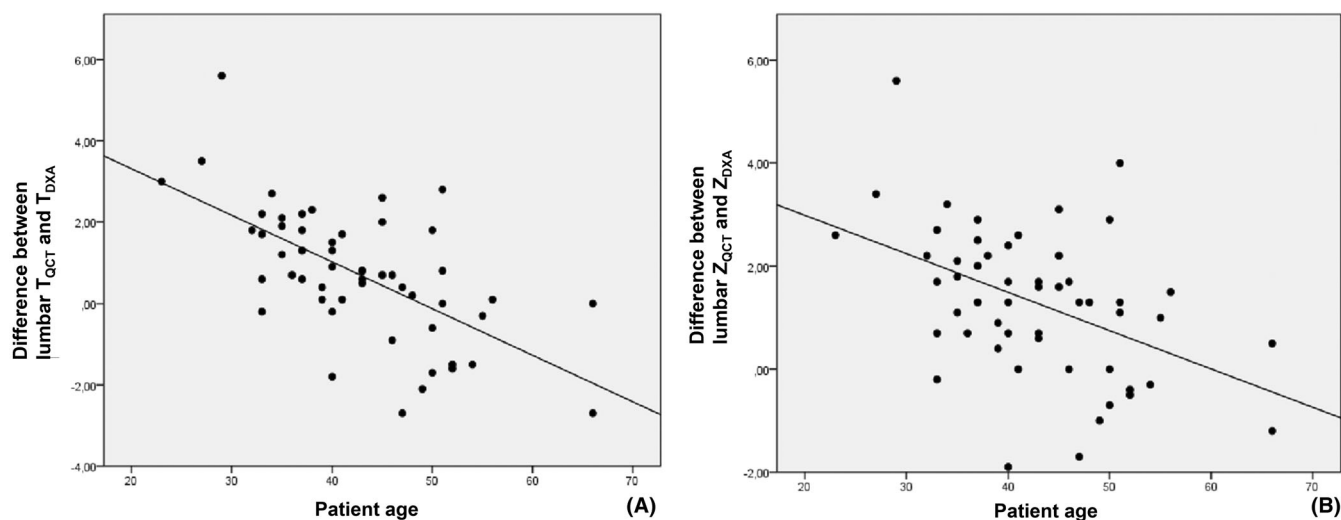 6,00
4,00
2,00
,00
-2,00
-4,00
Difference between
lumbar TQCT and TDXA
20 30 40 50 60 70
Patient age
(A)
6,00
4,00
2,00
,00
-2,00
Difference between
lumbar ZQCT and ZDXA
20 30 40 50 60 70
Patient age
(B)